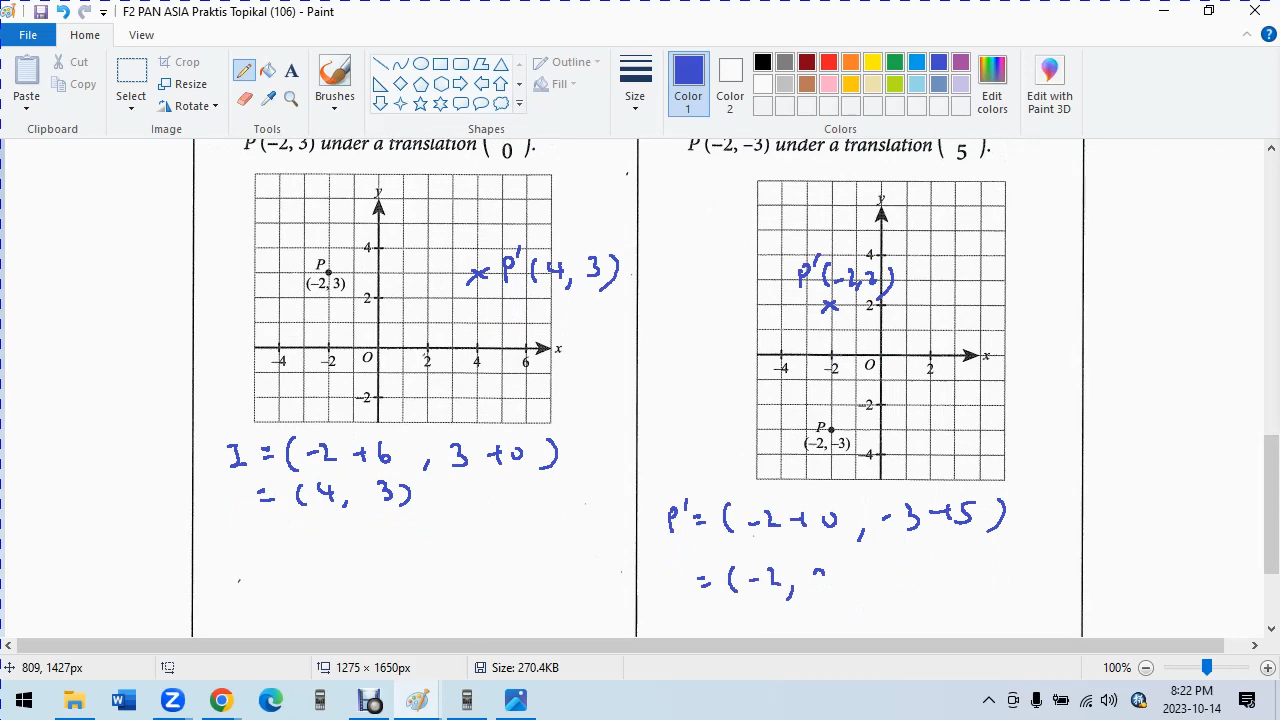 F2 PAN ASIA Praktis Topikal (106) - Paint
File Home View
Paste
Cut
Copy
Clipboard
Select
Crop
Resize
Rotate
Image
A
Tools
Brushes
Outline
Fill
Shapes
Size
Color 1
Color 2
Edit colors
Colors
Edit with Paint 3D
P (−2, 3) under a translation ( 0 ).
y
4
P
(−2, 3)
2
P'(4, 3)
−4 −2 O 2 4 6 x
−2
I = (-2 +6 , 3 +0 )
= (4, 3)
P (−2, −3) under a translation ( 5 ).
y
4
P'(-2,2)
2
−4 −2 O 2 x
−2
P
(−2, −3)
−4
P' = (-2+0, -3+5)
= (-2,
809, 1427px
1275 × 1650px
Size: 270.4KB
100%
8:22 PM
2023-10-14